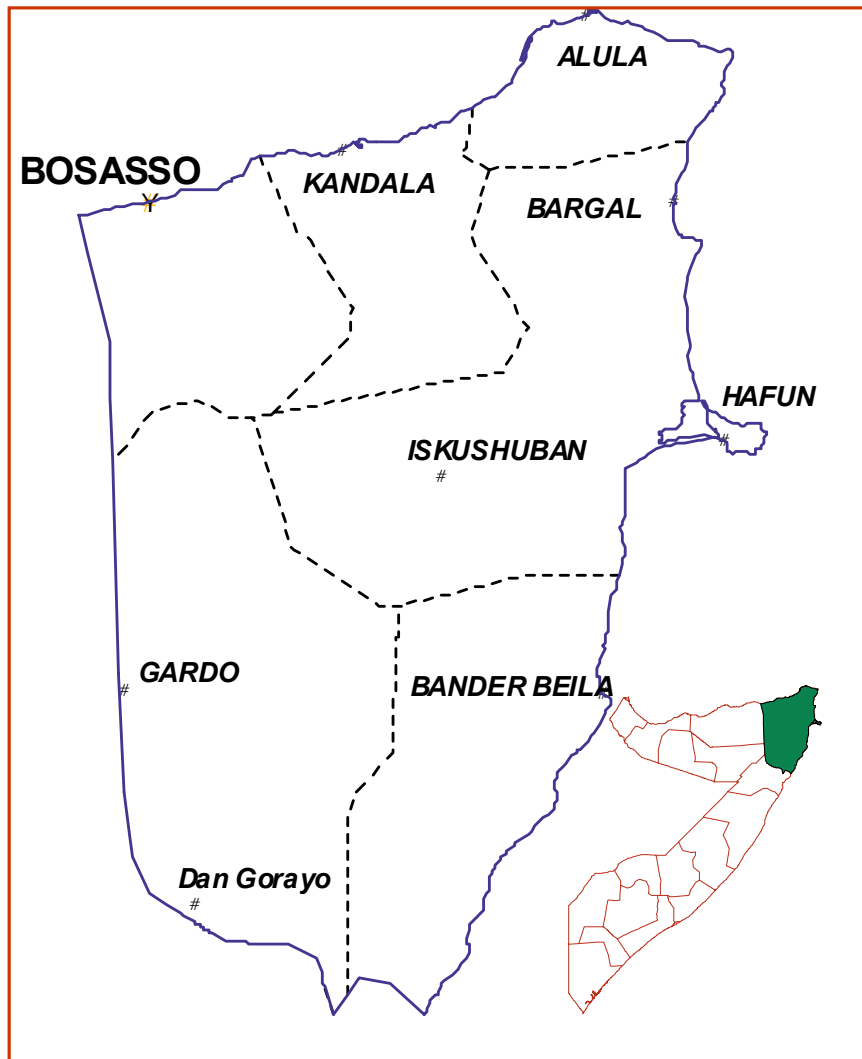 ALULA
BOSASSO
KANDALA
BARGAL
HAFUN
ISKUSHUBAN
GARDO
BANDER BEILA
Dan Gorayo